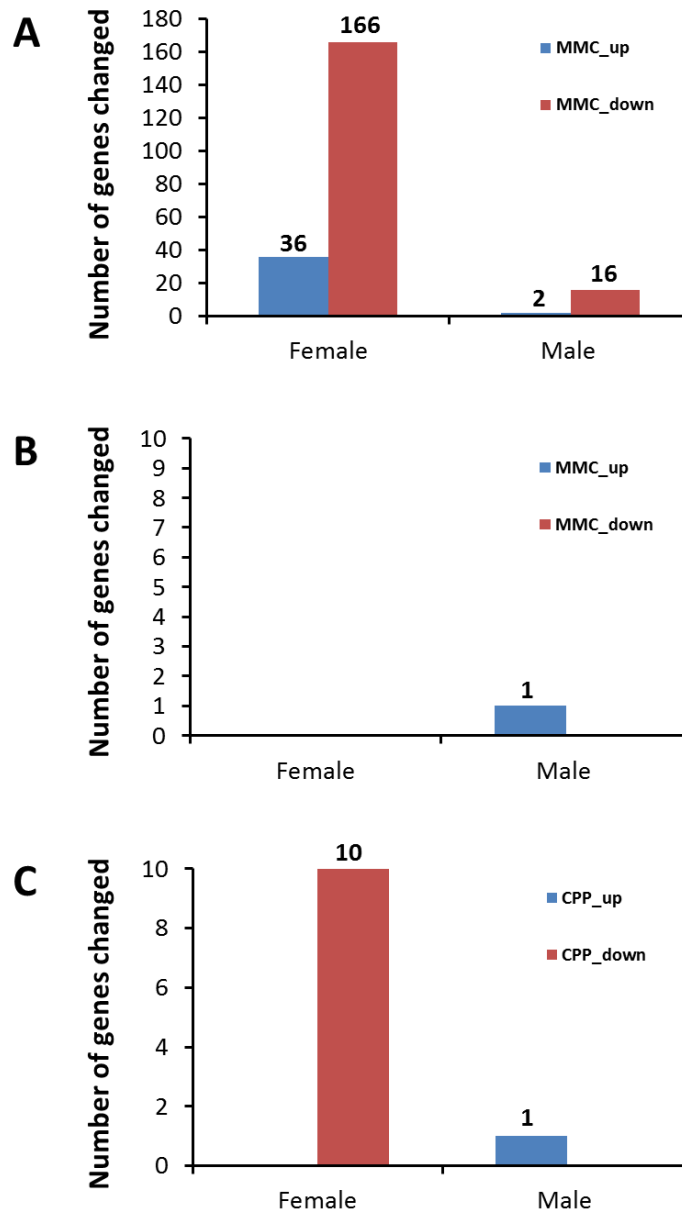 A
Number of genes changed
180
160
140
120
100
80
60
40
20
0
36
166
2
16
Female
Male
MMC_up
MMC_down
B
Number of genes changed
10
9
8
7
6
5
4
3
2
1
0
1
Female
Male
MMC_up
MMC_down
C
Number of genes changed
10
8
6
4
2
0
10
1
Female
Male
CPP_up
CPP_down